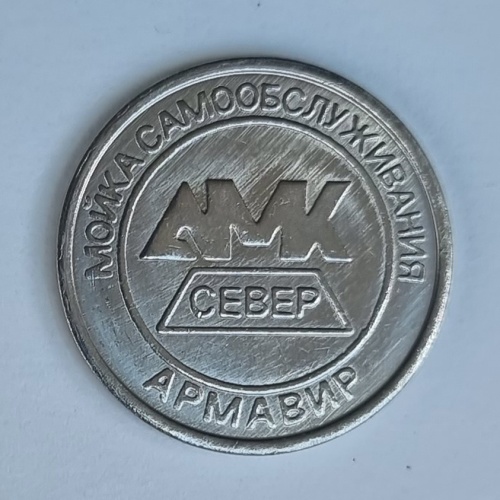 МОЙКА САМООБСЛУЖИВАНИЯ
АМК
СЕВЕР
АРМАВИР